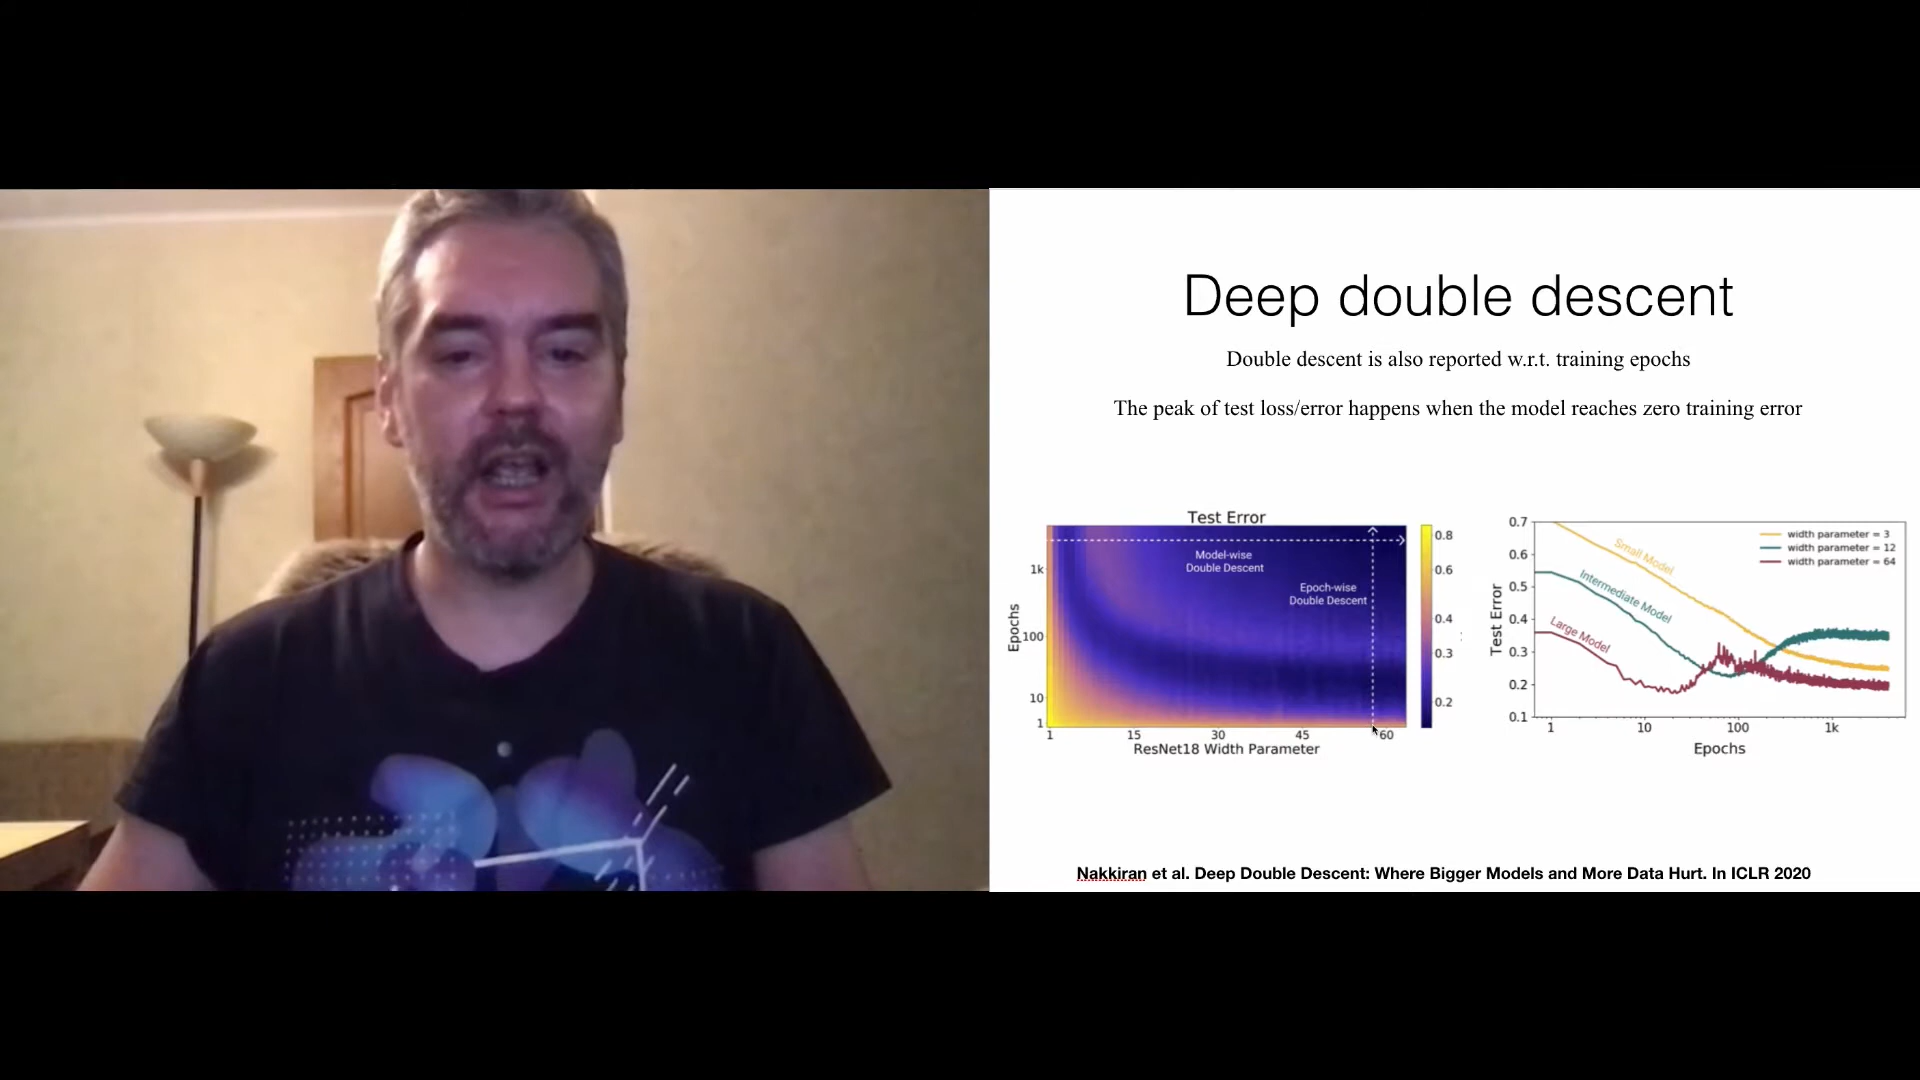 Deep double descent
Double descent is also reported w.r.t. training epochs
The peak of test loss/error happens when the model reaches zero training error
Test Error
Model-wise
Double Descent
Epoch-wise
Double Descent
Epochs
1k
100
10
1
1 15 30 45 60
ResNet18 Width Parameter
0.8
0.6
0.4
0.4
0.3
0.2
Test Error
0.7
0.6
0.5
0.4
0.3
0.2
0.1
Small Model
Intermediate Model
Large Model
width parameter = 3
width parameter = 12
width parameter = 64
1 10 100 1k
Epochs
Nakkiran et al. Deep Double Descent: Where Bigger Models and More Data Hurt. In ICLR 2020